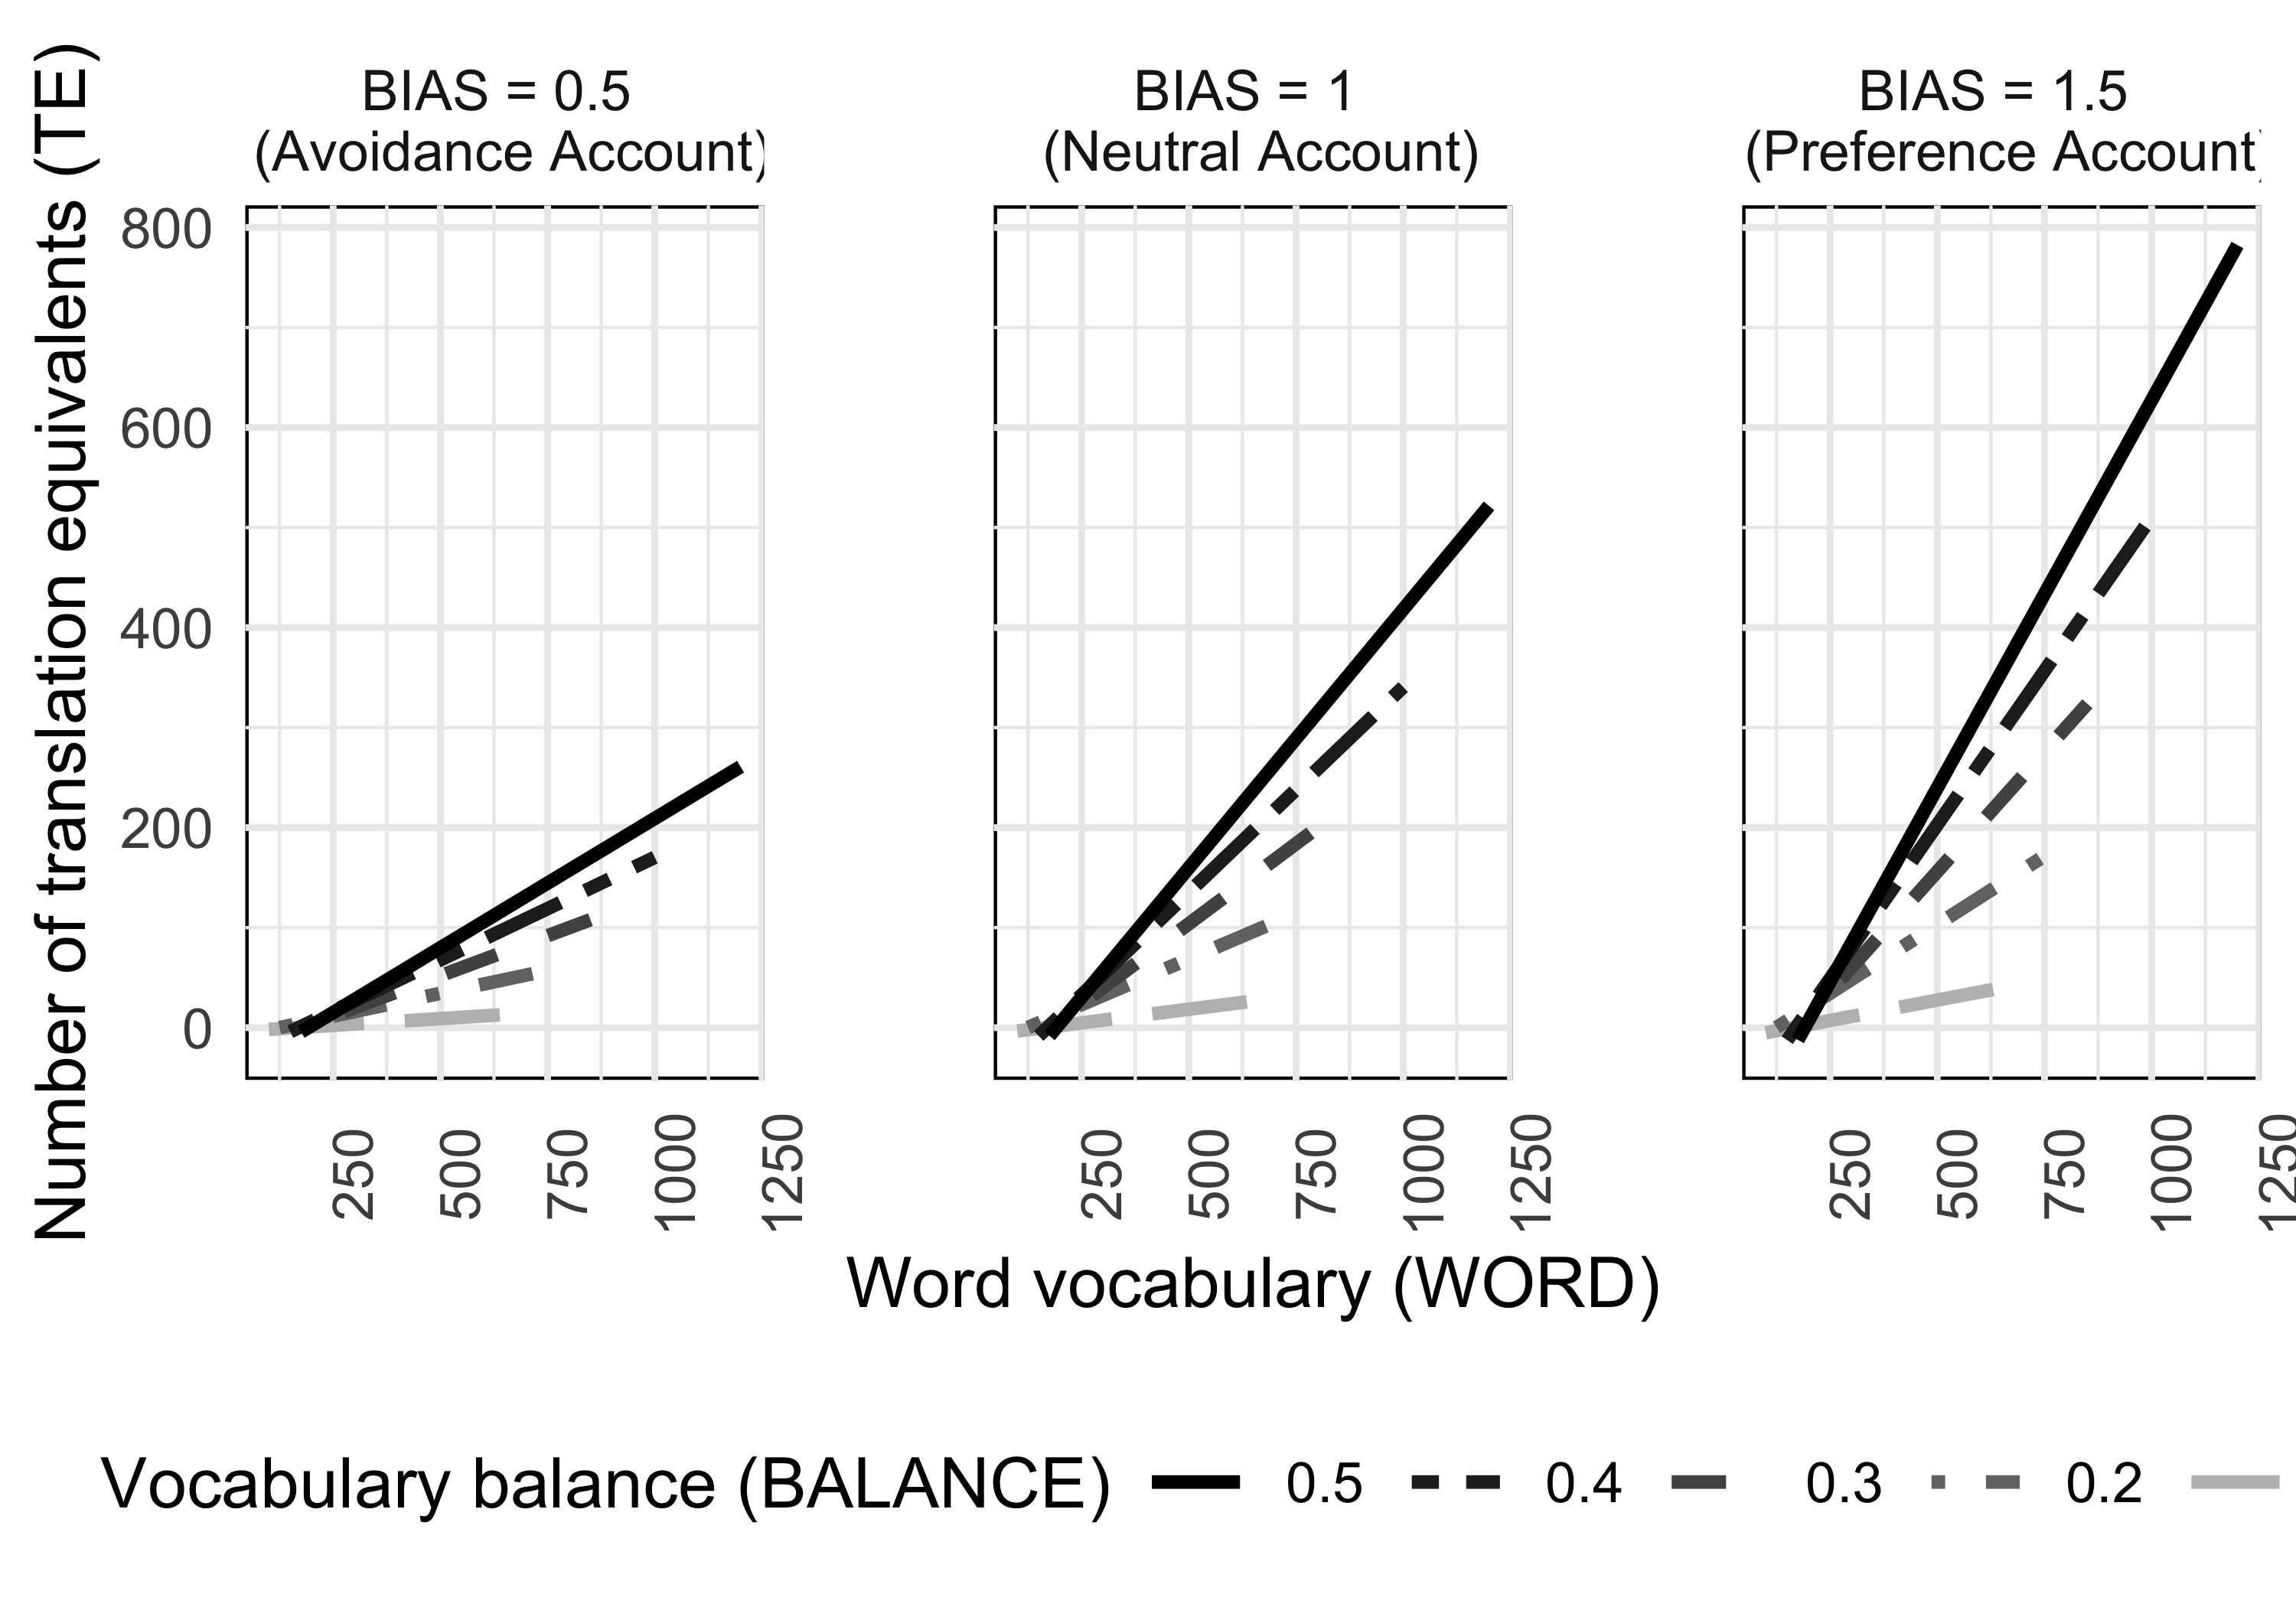 BIAS = 0.5
(Avoidance Account)
BIAS = 1
(Neutral Account)
BIAS = 1.5
(Preference Account
Number of translation equivalents (TE)
800
600
400
200
0
250
500
750
1000
1250
250
500
750
1000
1250
250
500
750
1000
1250
Word vocabulary (WORD)
Vocabulary balance (BALANCE) 0.5 0.4 0.3 0.2